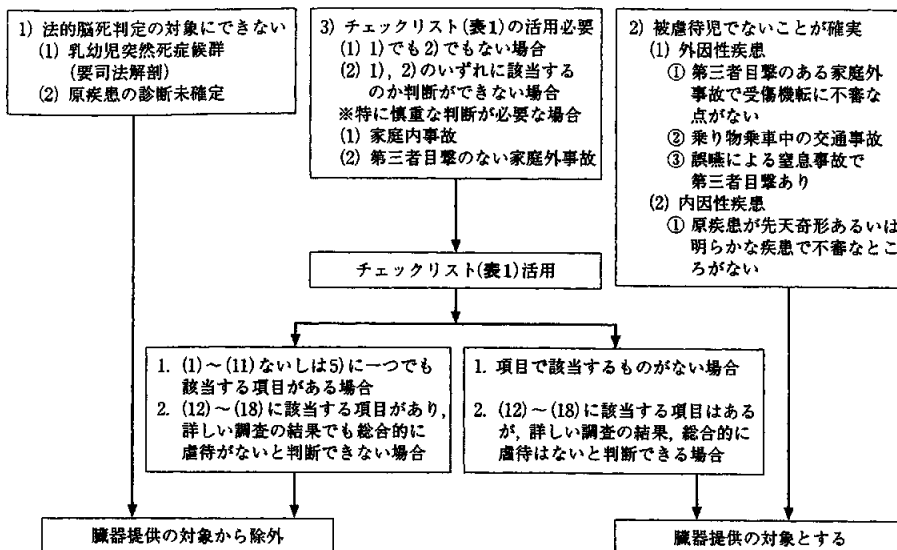 1) 法的脳死判定の対象にできない
(1) 乳幼児突然死症候群
(要司法解剖)
(2) 原疾患の診断未確定
3) チェックリスト(表1)の活用必要
(1) 1)でも2)でもない場合
(2) 1), 2)のいずれに該当する
のか判断ができない場合
※特に慎重な判断が必要な場合
(1) 家庭内事故
(2) 第三者目撃のない家庭外事故
2) 被虐待児でないことが確実
(1) 外因性疾患
① 第三者目撃のある家庭外
事故で受傷機転に不審な
点がない
② 乗り物乗車中の交通事故
③ 誤嚥による窒息事故で
第三者目撃あり
(2) 内因性疾患
① 原疾患が先天奇形あるいは
明らかな疾患で不審なとこ
ろがない
チェックリスト(表1)活用
1. (1)～(11)ないしは5)に一つでも
該当する項目がある場合
2. (12)～(18)に該当する項目があり,
詳しい調査の結果でも総合的に
虐待がないと判断できない場合
1. 項目で該当するものがない場合
2. (12)～(18)に該当する項目はある
が, 詳しい調査の結果, 総合的に
虐待はないと判断できる場合
臓器提供の対象から除外
臓器提供の対象とする